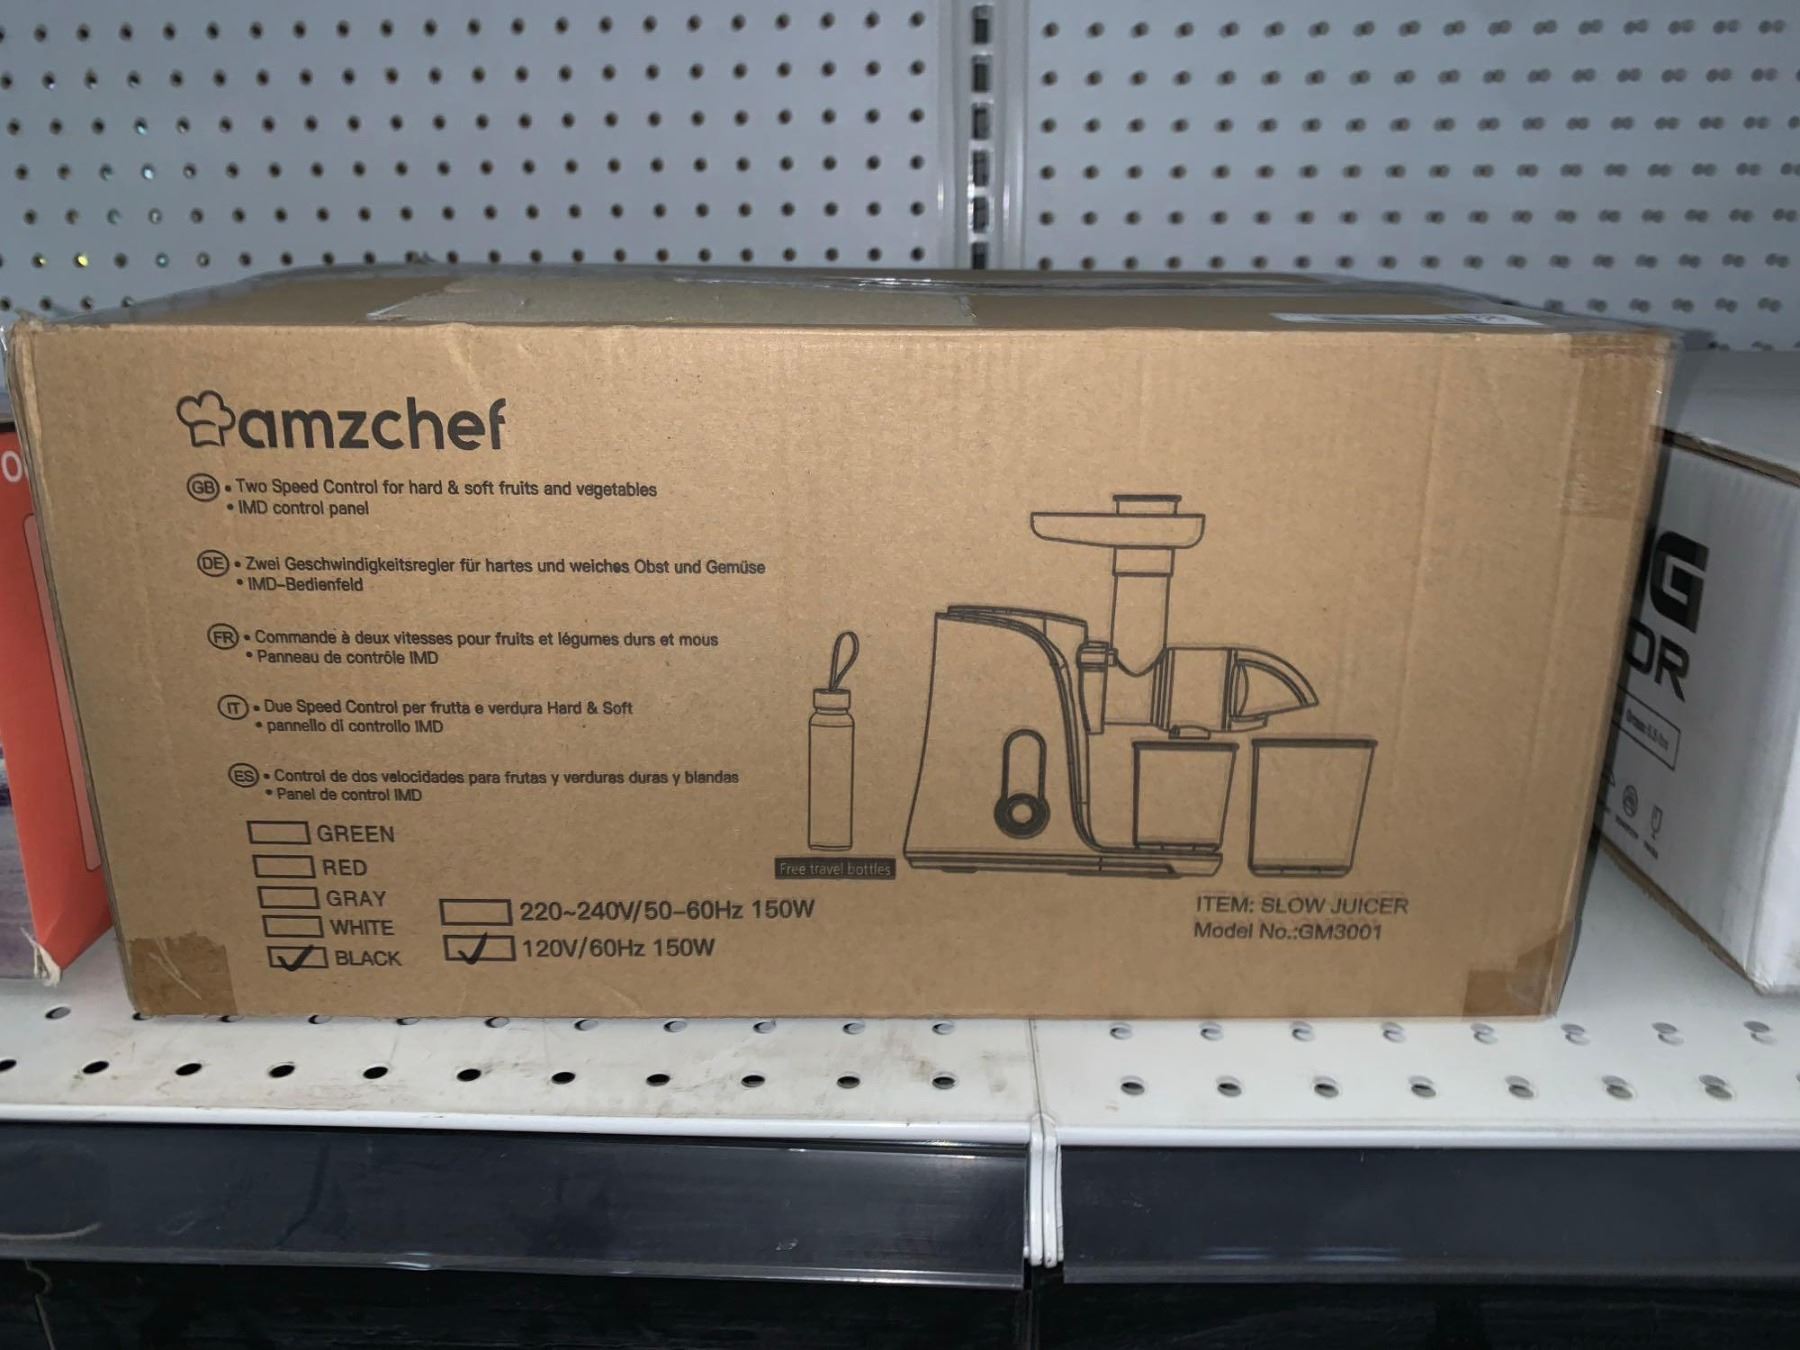 amzchef
GB • Two Speed Control for hard & soft fruits and vegetables
• IMD control panel
DE • Zwei Geschwindigkeitsregler für hartes und weiches Obst und Gemüse
• IMD-Bedienfeld
FR • Commande à deux vitesses pour fruits et légumes durs et mous
• Panneau de contrôle IMD
IT • Due Speed Control per frutta e verdura Hard & Soft
• pannello di controllo IMD
ES • Control de dos velocidades para frutas y verduras duras y blandas
• Panel de control IMD
GREEN
RED
GRAY
WHITE
BLACK
220~240V/50-60Hz 150W
120V/60Hz 150W
Free travel bottles
ITEM: SLOW JUICER
Model No.:GM3001
G
OR